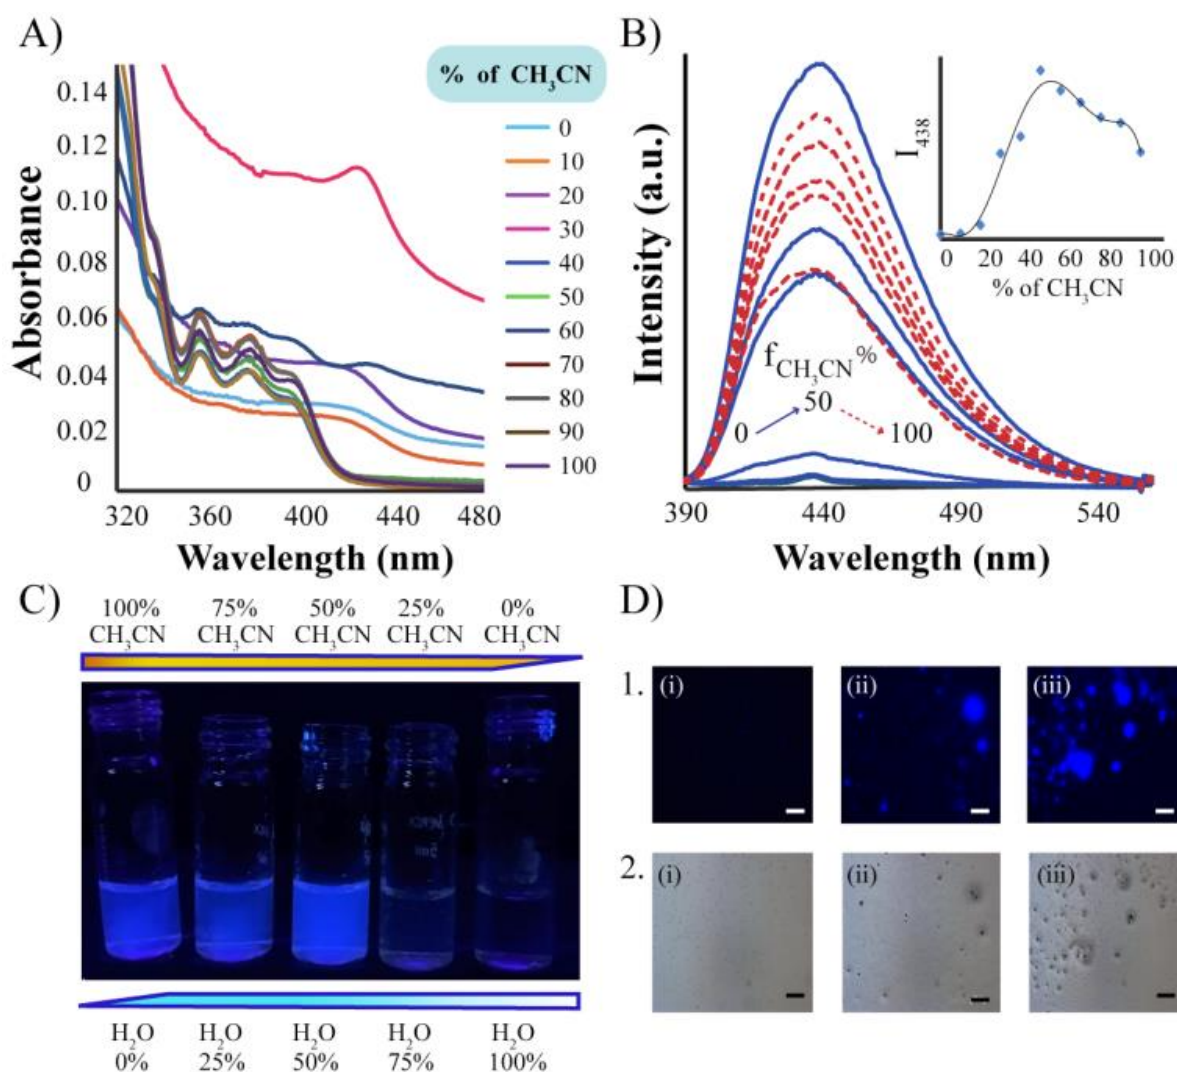 A)
% of CH₃CN
0
10
20
30
40
50
60
70
80
90
100
Absorbance
0.14
0.12
0.10
0.08
0.06
0.04
0.02
0
320 360 400 440 480
Wavelength (nm)
B)
Intensity (a.u.)
I₄₃₈
0 20 40 60 80 100
% of CH₃CN
f CH₃CN %
50
0 100
390 440 490 540
Wavelength (nm)
C)
100% 75% 50% 25% 0%
CH₃CN CH₃CN CH₃CN CH₃CN CH₃CN
H₂O H₂O H₂O H₂O H₂O
0% 25% 50% 75% 100%
D)
1. (i) (ii) (iii)
2. (i) (ii) (iii)